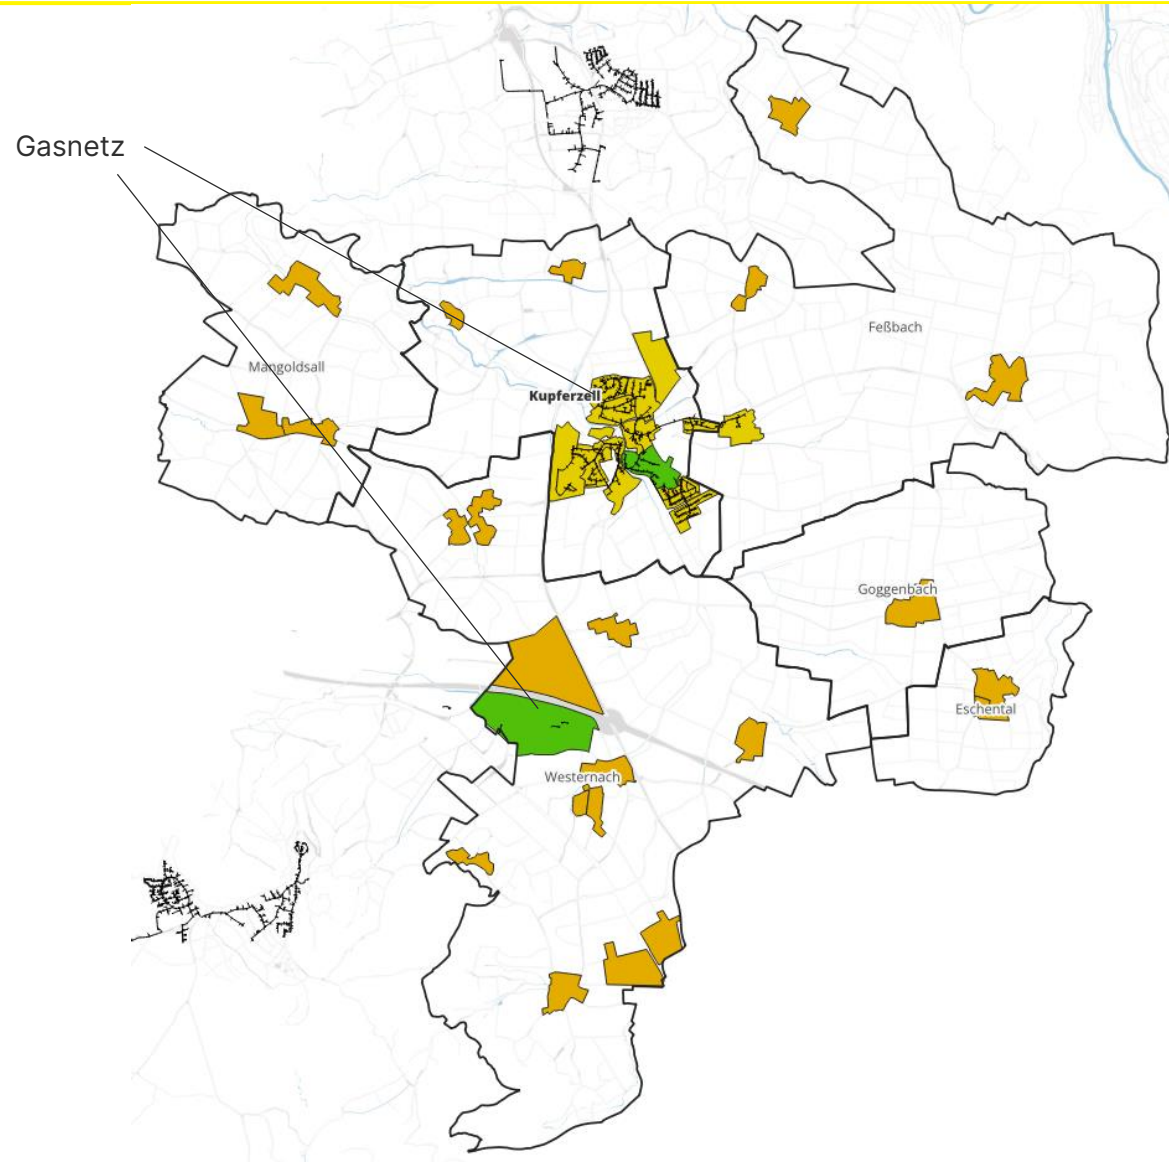 Gasnetz
Feßbach
Mangoldsall
Kupferzell
Goggenbach
Eschental
Westernach